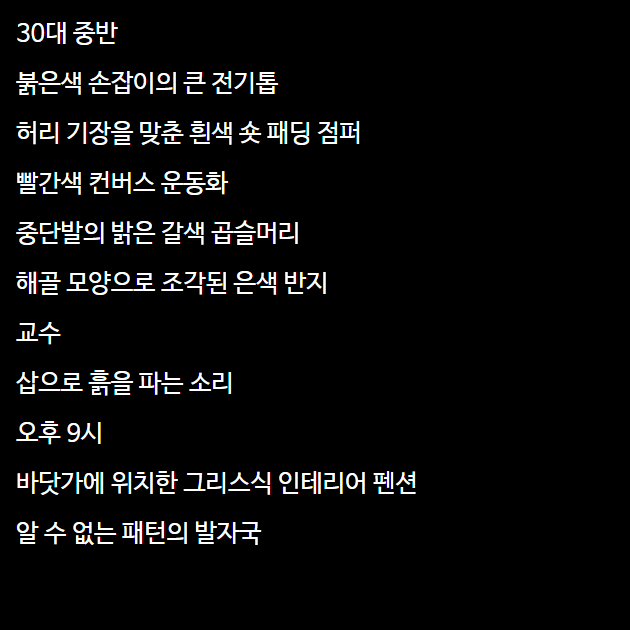 30대 중반
붉은색 손잡이의 큰 전기톱
허리 기장을 맞춘 흰색 숏 패딩 점퍼
빨간색 컨버스 운동화
중단발의 밝은 갈색 곱슬머리
해골 모양으로 조각된 은색 반지
교수
삽으로 흙을 파는 소리
오후 9시
바닷가에 위치한 그리스식 인테리어 펜션
알 수 없는 패턴의 발자국